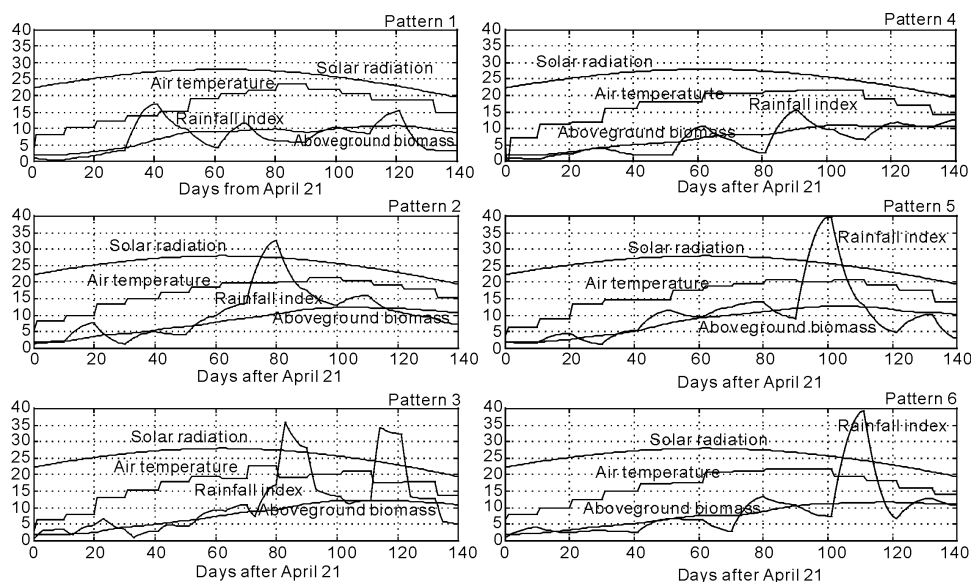 Pattern 1
40
35
30
25
20
15
10
5
0
Solar radiation
Air temperature
Rainfall index
Aboveground biomass
0 20 40 60 80 100 120 140
Days from April 21
Pattern 4
40
35
30
25
20
15
10
5
0
Solar radiation
Air temperaturte
Rainfall index
Aboveground biomass
0 20 40 60 80 100 120 140
Days after April 21
Pattern 2
40
35
30
25
20
15
10
5
0
Solar radiation
Air temperature
Rainfall index
Aboveground biomass
0 20 40 60 80 100 120 140
Days after April 21
Pattern 5
40
35
30
25
20
15
10
5
0
Rainfall index
Solar radiation
Air temperature
Aboveground biomass
0 20 40 60 80 100 120 140
Days after April 21
Pattern 3
40
35
30
25
20
15
10
5
0
Solar radiation
Air temperature
Rainfall index
Aboveground biomass
0 20 40 60 80 100 120 140
Days after April 21
Pattern 6
40
35
30
25
20
15
10
5
0
Rainfall index
Solar radiation
Air temperature
Aboveground biomass
0 20 40 60 80 100 120 140
Days after April 21